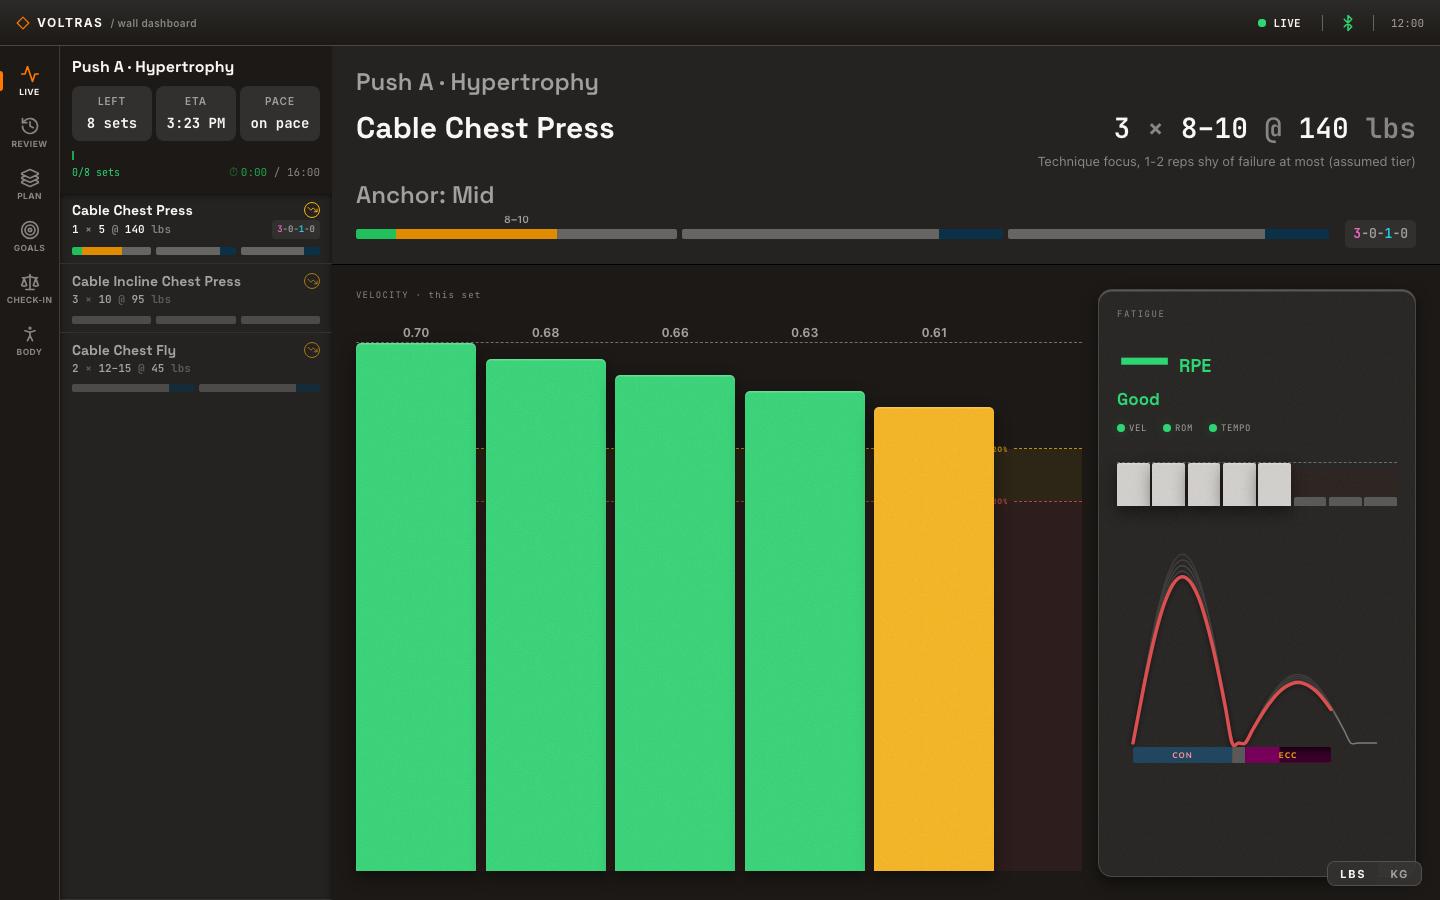 VOLTRAS / wall dashboard
LIVE
12:00
LIVE
REVIEW
PLAN
GOALS
CHECK-IN
BODY
Push A · Hypertrophy
LEFT
8 sets
ETA
3:23 PM
PACE
on pace
0/8 sets
0:00 / 16:00
Cable Chest Press
1 × 5 @ 140 lbs
3-0-1-0
Cable Incline Chest Press
3 × 10 @ 95 lbs
Cable Chest Fly
2 × 12–15 @ 45 lbs
Push A · Hypertrophy
Cable Chest Press
3 × 8–10 @ 140 lbs
Technique focus, 1-2 reps shy of failure at most (assumed tier)
Anchor: Mid
8–10
3-0-1-0
VELOCITY · this set
0.70
0.68
0.66
0.63
0.61
FATIGUE
RPE
Good
VEL
ROM
TEMPO
CON
ECC
LBS
KG